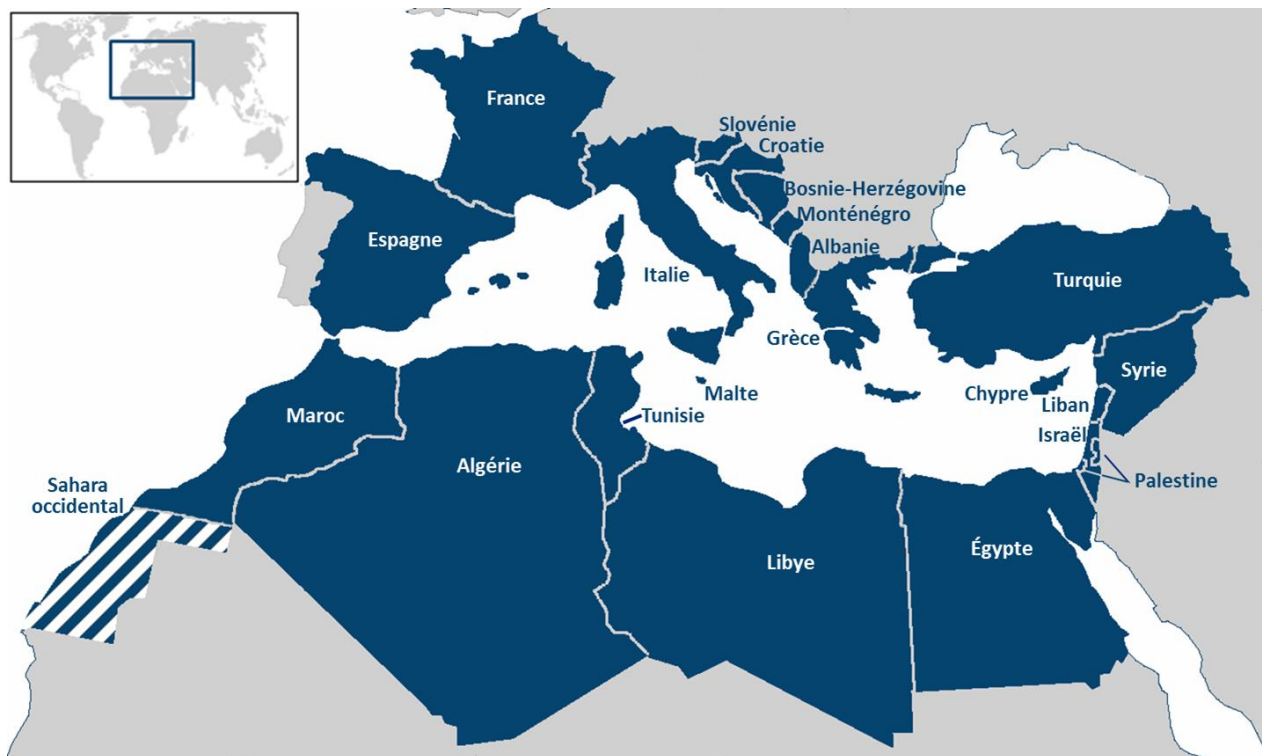 France
Slovénie
Croatie
Bosnie-Herzégovine
Monténégro
Albanie
Espagne
Italie
Turquie
Grèce
Syrie
Malte
Chypre
Liban
Maroc
Tunisie
Israël
Algérie
Sahara
occidental
Palestine
Libye
Égypte